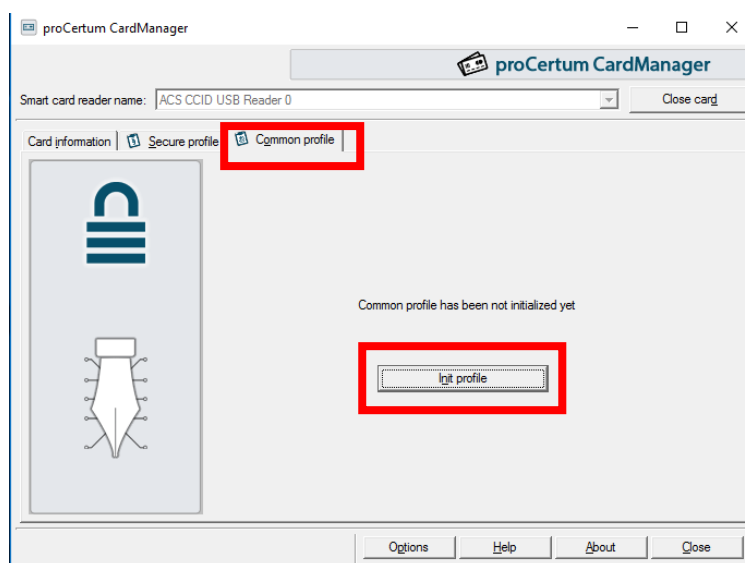 proCertum CardManager
proCertum CardManager
Smart card reader name: ACS CCID USB Reader 0 Close card
Card information Secure profile Common profile
Common profile has been not initialized yet
Init profile
Options Help About Close